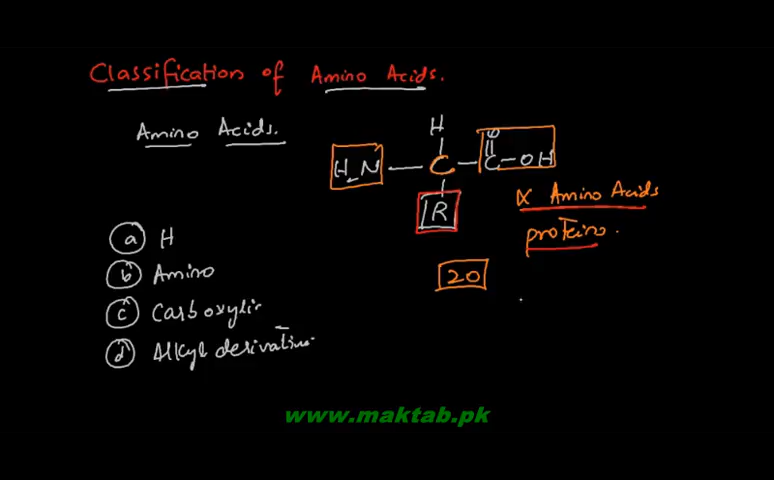 Classification of Amino Acids.
Amino Acids.
H
H₂N — C — C — OH
O
R
α Amino Acids
proteins.
20
a H
b Amino
c Carboxylic
d Alkyl derivative
www.maktab.pk